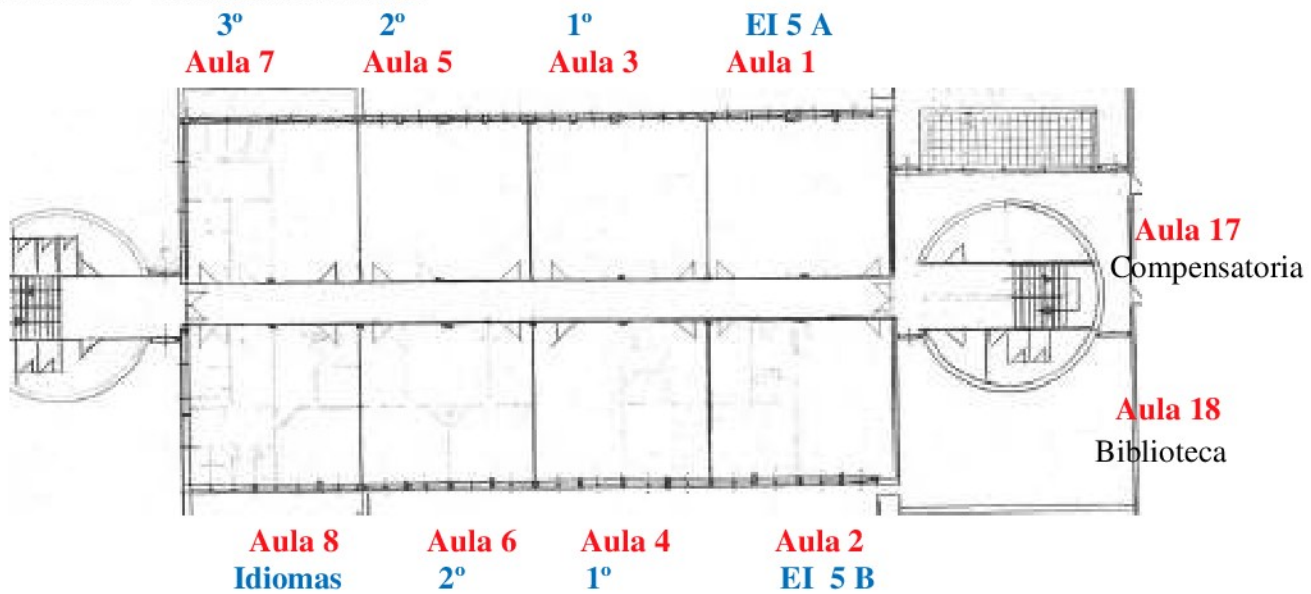 3º 2º 1º EI 5 A
Aula 7 Aula 5 Aula 3 Aula 1
Aula 17
Compensatoria
Aula 18
Biblioteca
Aula 8 Aula 6 Aula 4 Aula 2
Idiomas 2º 1º EI 5 B